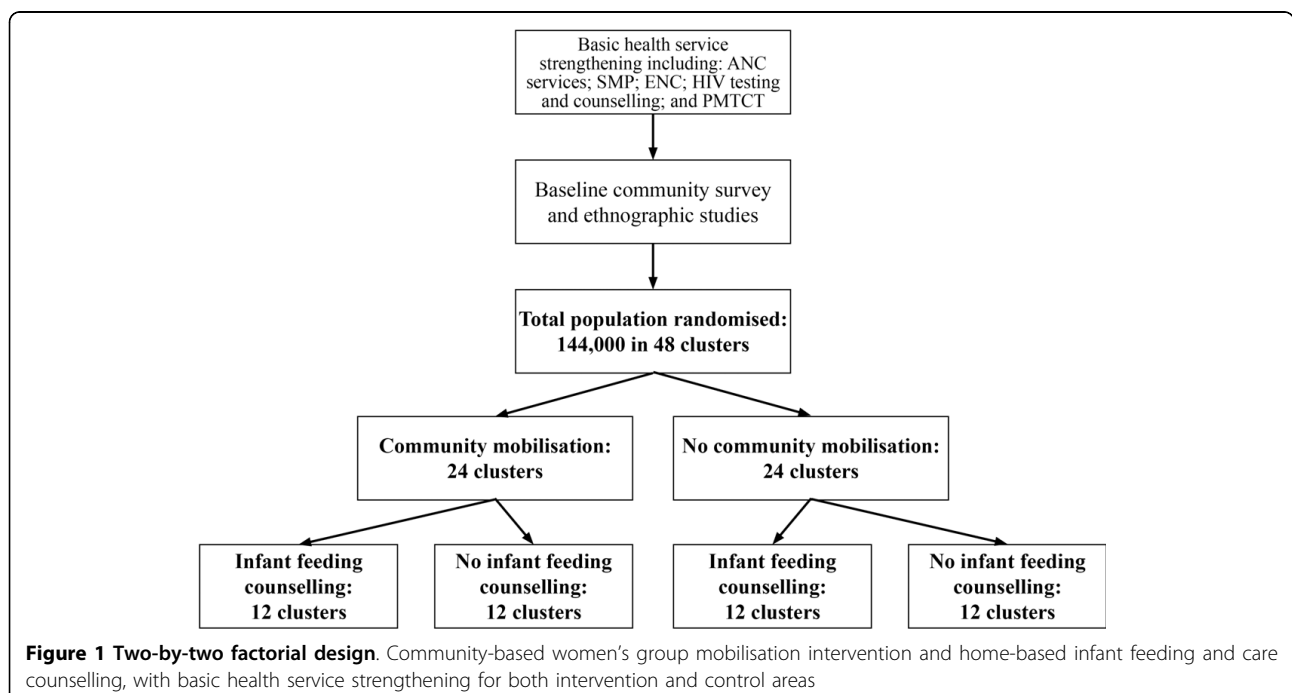 Basic health service
strengthening including: ANC
services; SMP; ENC; HIV testing
and counselling; and PMTCT
Baseline community survey
and ethnographic studies
Total population randomised:
144,000 in 48 clusters
Community mobilisation:
24 clusters
No community mobilisation:
24 clusters
Infant feeding
counselling:
12 clusters
No infant feeding
counselling:
12 clusters
Infant feeding
counselling:
12 clusters
No infant feeding
counselling:
12 clusters
Figure 1 Two-by-two factorial design. Community-based women's group mobilisation intervention and home-based infant feeding and care
counselling, with basic health service strengthening for both intervention and control areas